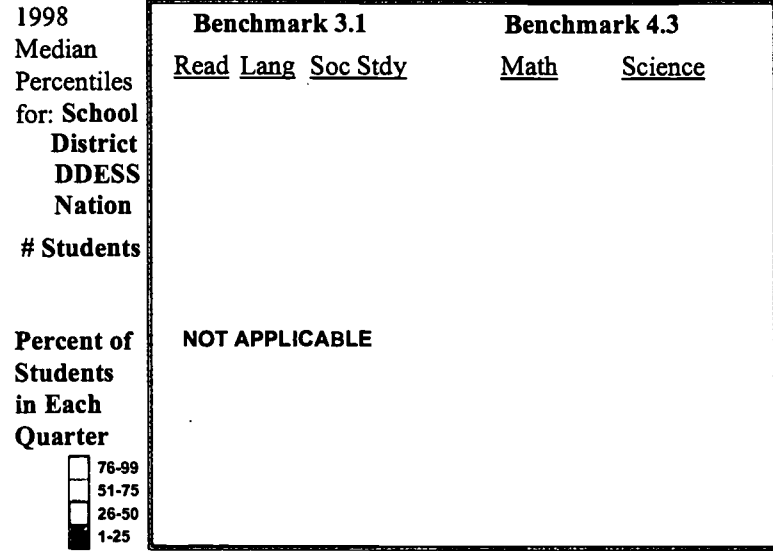 1998
Median
Percentiles
for: School
District
DDESS
Nation
# Students
Percent of
Students
in Each
Quarter
76-99
51-75
26-50
1-25
Benchmark 3.1 Benchmark 4.3
Read Lang Soc Stdy Math Science
NOT APPLICABLE